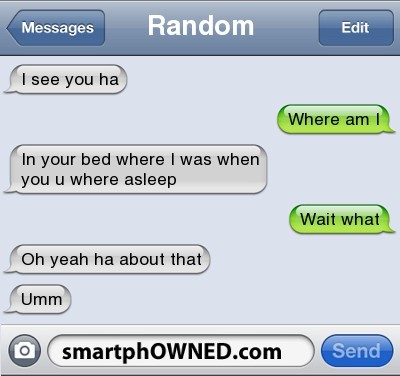 Messages
Random
Edit
I see you ha
Where am I
In your bed where I was when
you u where asleep
Wait what
Oh yeah ha about that
Umm
smartphOWNED.com
Send